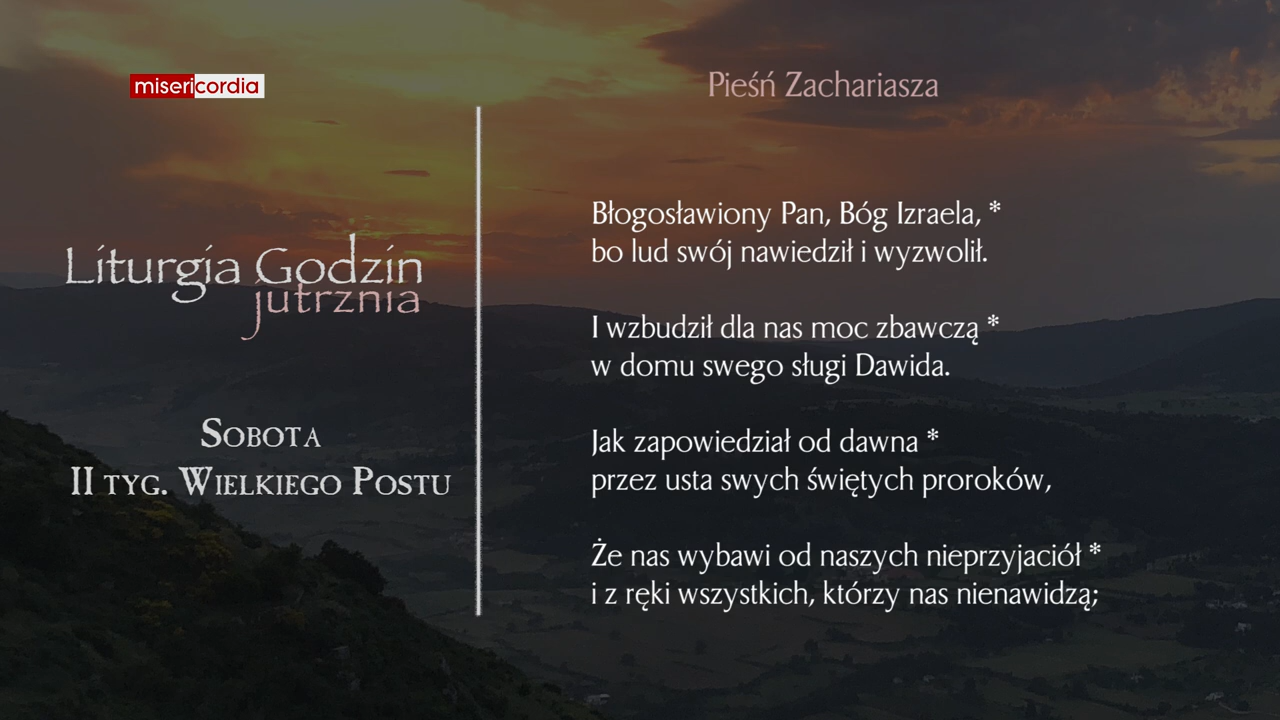 misericordia
Liturgia Godzin
jutrznia
Sobota
II tyg. Wielkiego Postu
Pieśń Zachariasza
Błogosławiony Pan, Bóg Izraela, *
bo lud swój nawiedził i wyzwolił.
I wzbudził dla nas moc zbawczą *
w domu swego sługi Dawida.
Jak zapowiedział od dawna *
przez usta swych świętych proroków,
Że nas wybawi od naszych nieprzyjaciół *
i z ręki wszystkich, którzy nas nienawidzą;